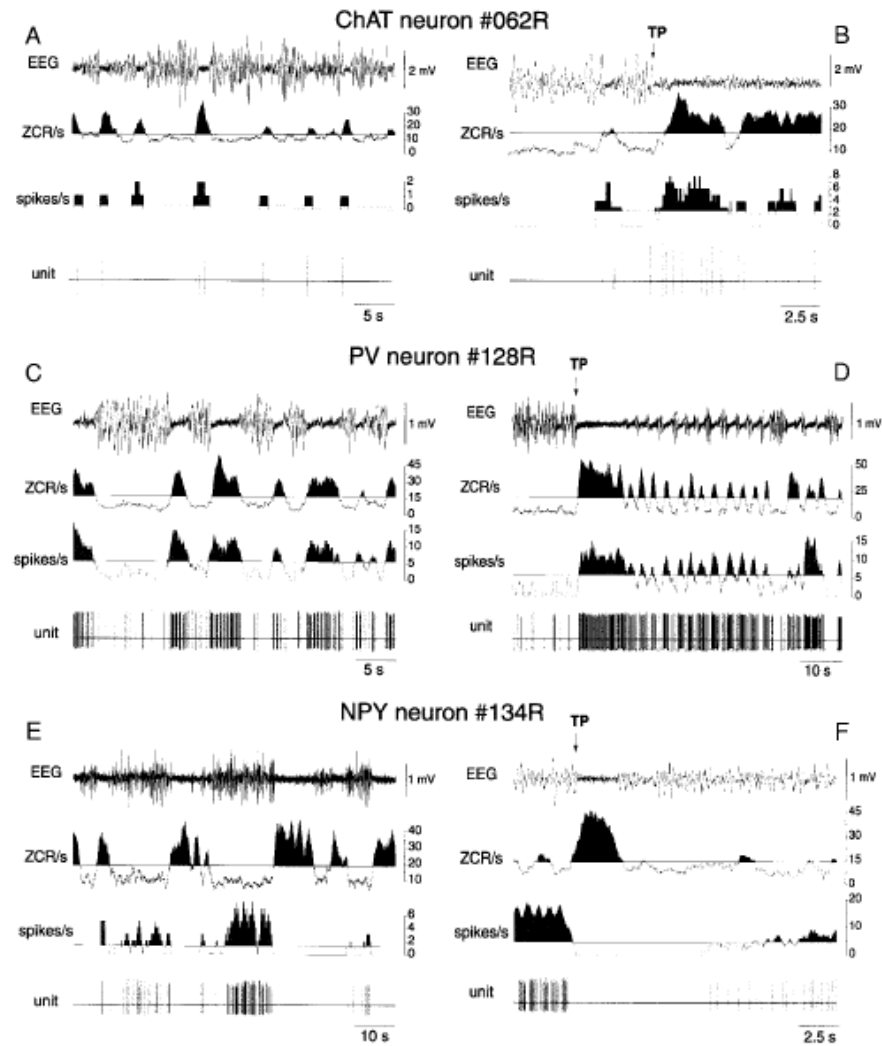 ChAT neuron #062R
A
EEG
2 mV
ZCR/s
30
20
10
0
spikes/s
2
1
0
unit
5 s
TP
B
EEG
2 mV
ZCR/s
30
20
10
spikes/s
8
6
4
2
0
unit
2.5 s
PV neuron #128R
C
EEG
1 mV
ZCR/s
45
30
15
0
spikes/s
15
10
5
0
unit
5 s
TP
D
EEG
1 mV
ZCR/s
50
25
0
spikes/s
15
10
5
0
unit
10 s
NPY neuron #134R
E
EEG
1 mV
ZCR/s
40
30
20
10
spikes/s
6
4
2
0
unit
10 s
TP
F
EEG
1 mV
ZCR/s
45
30
15
0
spikes/s
20
10
0
unit
2.5 s